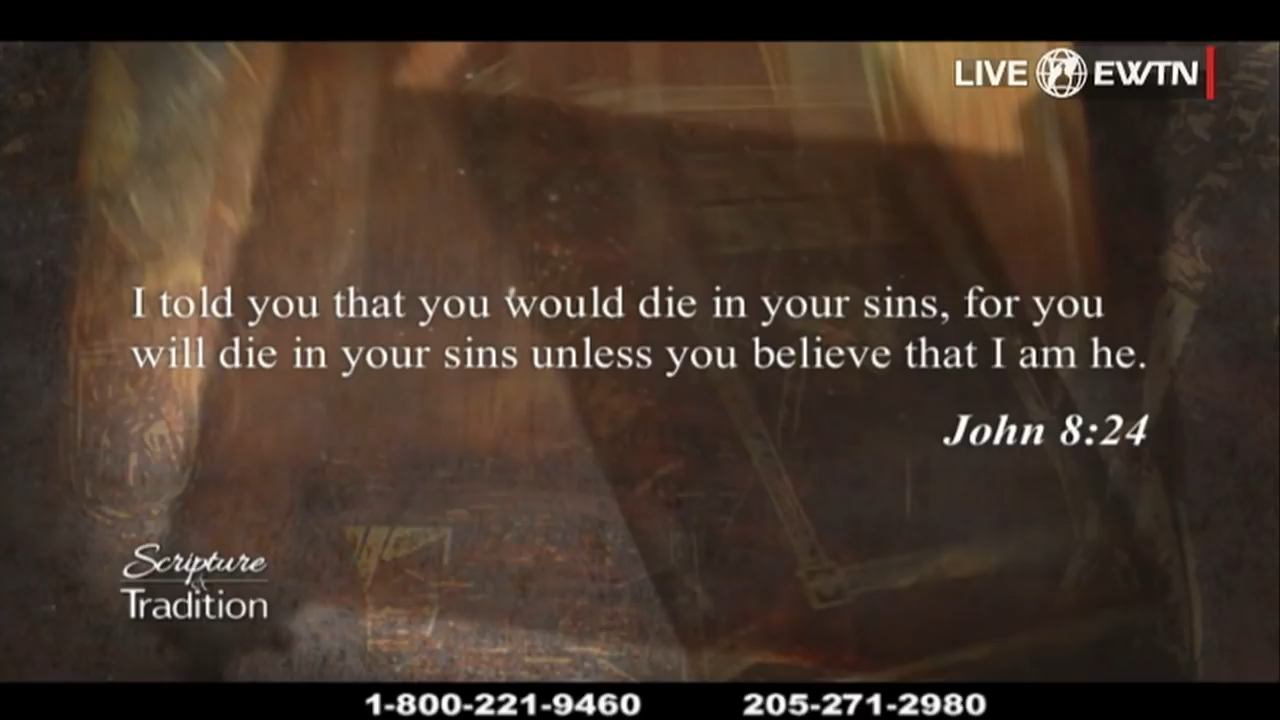 LIVE EWTN
I told you that you would die in your sins, for you
will die in your sins unless you believe that I am he.
John 8:24
Scripture
&
Tradition
1-800-221-9460 205-271-2980